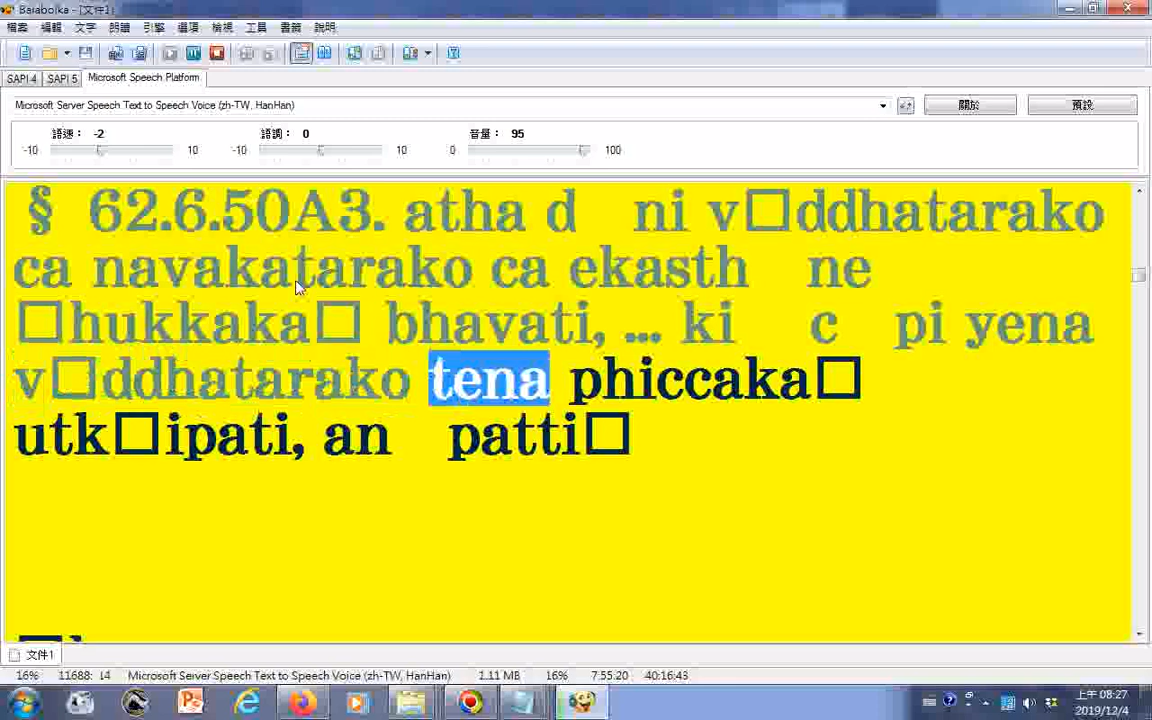 Balabolka - [文件1]
檔案 編輯 文字 朗讀 引擎 選項 檢視 工具 書籤 說明
SAPI 4 SAPI 5 Microsoft Speech Platform
Microsoft Server Speech Text to Speech Voice (zh-TW, HanHan) 關於 預設
語速： -2 語調： 0 音量： 95
-10 10 -10 10 0 100
§ 62.6.50A3. atha d ni v□ddhatarako
ca navakatarako ca ekasth ne
□hukkaka□ bhavati, ... ki c pi yena
v□ddhatarako tena phiccaka□
utk□ipati, an patti□
文件1
16% 11688: 14 Microsoft Server Speech Text to Speech Voice (zh-TW, HanHan) 1.11 MB 16% 7:55:20 40:16:43
上午 08:27
2019/12/4